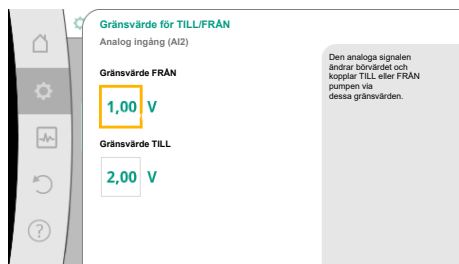 Gränsvärde för TILL/FRÅN
Analog ingång (AI2)
Gränsvärde FRÅN
1,00 V
Gränsvärde TILL
2,00 V
Den analoga signalen
ändrar börvärdet och
kopplar TILL eller FRÅN
pumpen via
dessa gränsvärden.
?